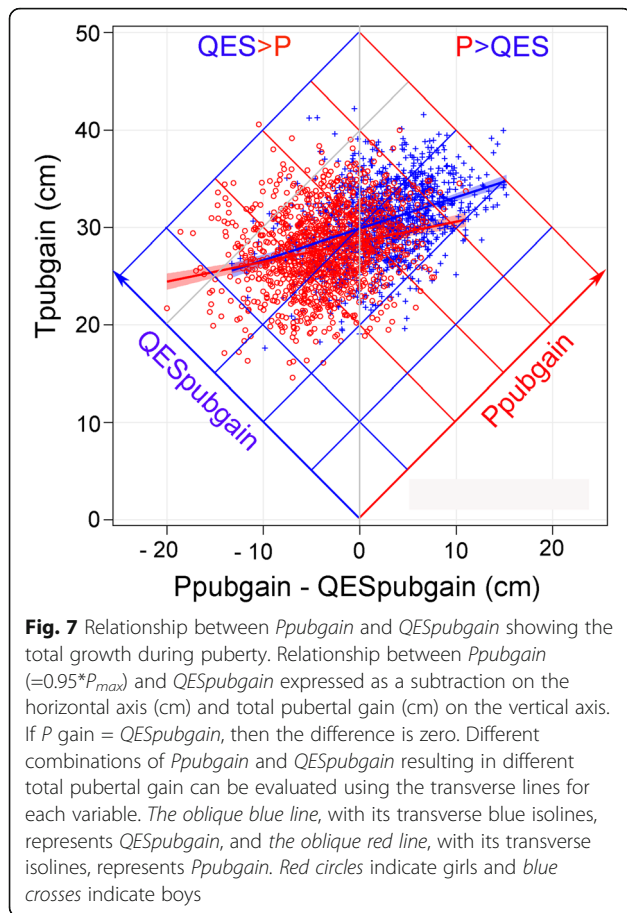 50
QES>P
P>QES
40
30
20
10
0
Tpubgain (cm)
QESpubgain
Ppubgain
- 20
- 10
0
10
20
Ppubgain - QESpubgain (cm)
Fig. 7 Relationship between Ppubgain and QESpubgain showing the
total growth during puberty. Relationship between Ppubgain
(=0.95*Pmax) and QESpubgain expressed as a subtraction on the
horizontal axis (cm) and total pubertal gain (cm) on the vertical axis.
If P gain = QESpubgain, then the difference is zero. Different
combinations of Ppubgain and QESpubgain resulting in different
total pubertal gain can be evaluated using the transverse lines for
each variable. The oblique blue line, with its transverse blue isolines,
represents QESpubgain, and the oblique red line, with its transverse
isolines, represents Ppubgain. Red circles indicate girls and blue
crosses indicate boys